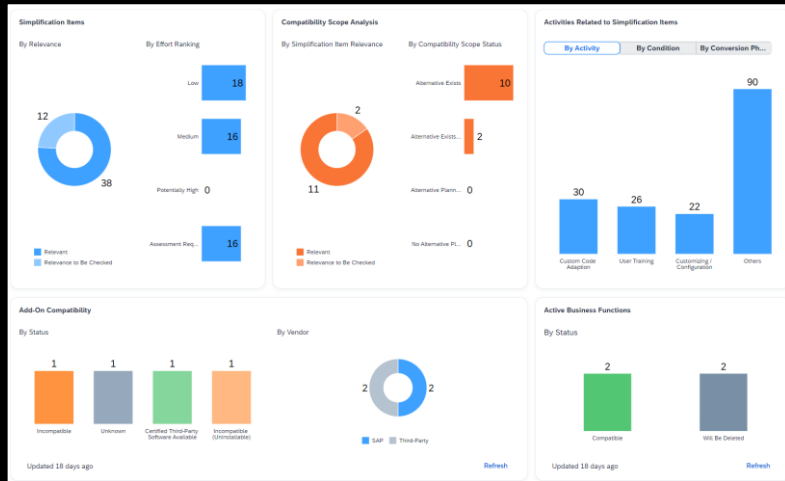 Simplification Items
By Relevance
By Effort Ranking
12
38
Relevant
Relevance to Be Checked
Low 18
Medium 16
Potentially High 0
Assessment Req... 16
Compatibility Scope Analysis
By Simplification Item Relevance
By Compatibility Scope Status
2
11
Relevant
Relevance to Be Checked
Alternative Exists 10
Alternative Exists... 2
Alternative Plann... 0
No Alternative Pl... 0
Activities Related to Simplification Items
By Activity
By Condition
By Conversion Ph...
30
26
22
90
Custom Code
Adaption
User Training
Customizing /
Configuration
Others
Add-On Compatibility
By Status
1
1
1
1
Incompatible
Unknown
Certified Third-Party
Software Available
Incompatible
(Uninstallable)
By Vendor
2
2
SAP
Third-Party
Updated 18 days ago
Refresh
Active Business Functions
By Status
2
2
Compatible
Will Be Deleted
Updated 18 days ago
Refresh